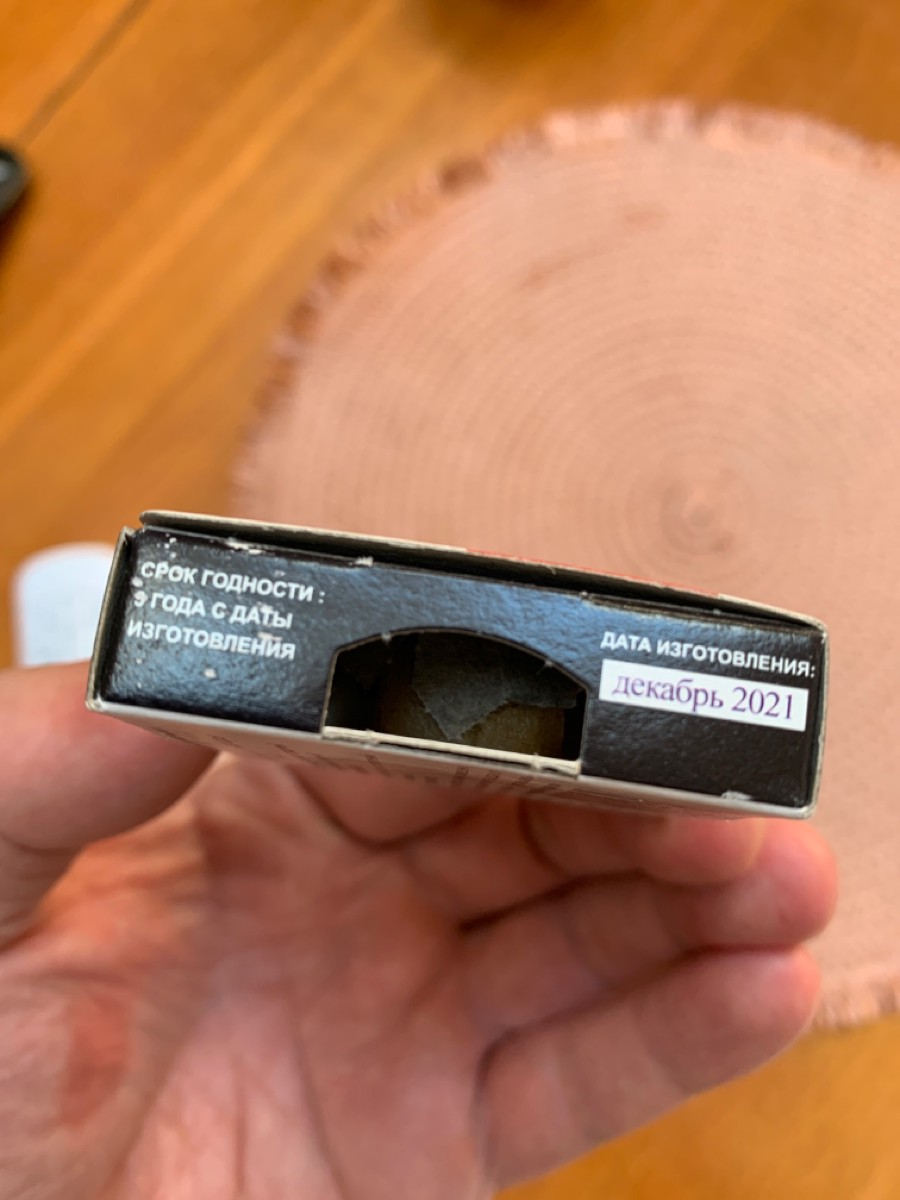 СРОК ГОДНОСТИ :
3 ГОДА С ДАТЫ
ИЗГОТОВЛЕНИЯ
ДАТА ИЗГОТОВЛЕНИЯ:
декабрь 2021